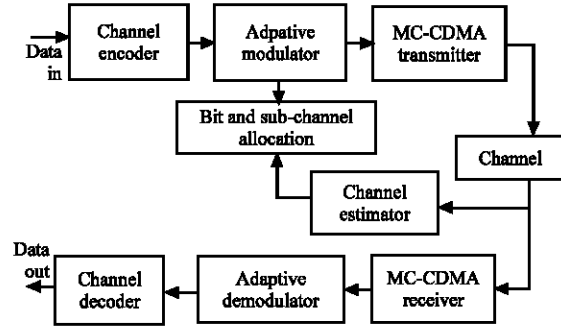 Data
in
Channel
encoder
Adpative
modulator
MC-CDMA
transmitter
Bit and sub-channel
allocation
Channel
Channel
estimator
Data
out
Channel
decoder
Adaptive
demodulator
MC-CDMA
receiver